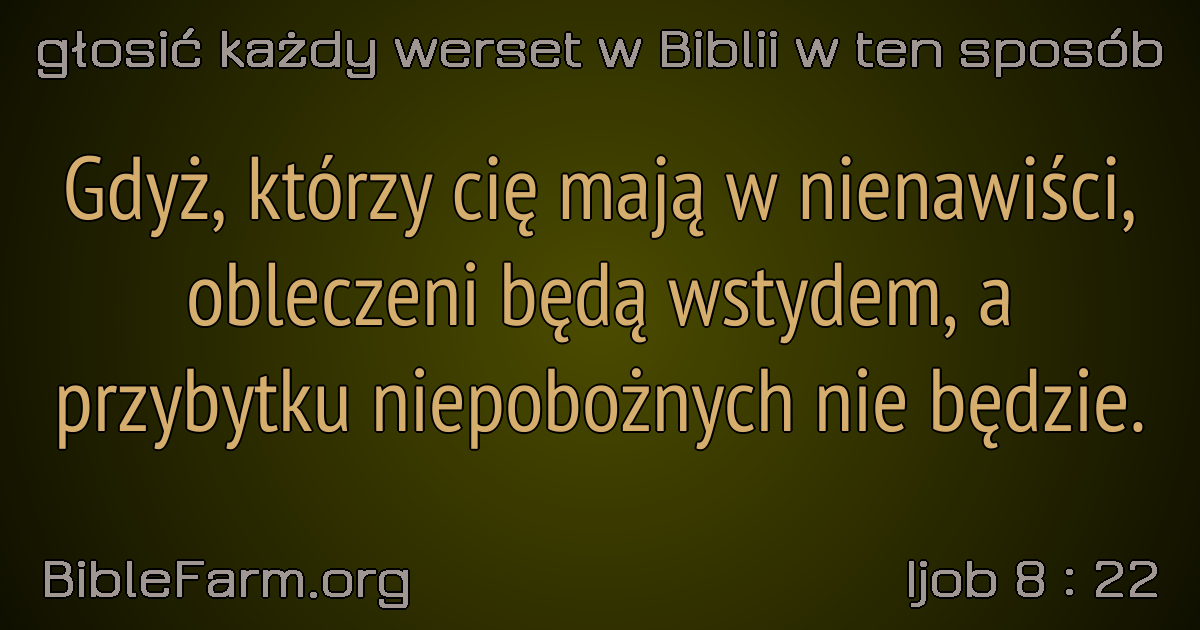 głosić każdy werset w Biblii w ten sposób
Gdyż, którzy cię mają w nienawiści,
obleczeni będą wstydem, a
przybytku niepobożnych nie będzie.
BibleFarm.org
Ijob 8 : 22